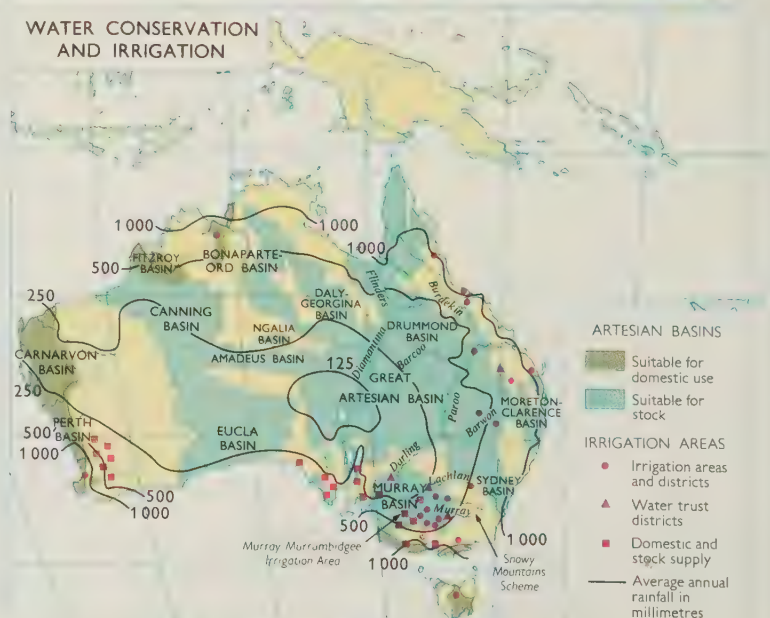 WATER CONSERVATION
AND IRRIGATION
1 000
1 000
1 000
500
FITZROY
BASIN
BONAPARTE-
ORD BASIN
250
CANNING
BASIN
DALY-
GEORGINA
BASIN
Flinders
Burdekin
NGALIA
BASIN
AMADEUS BASIN
DRUMMOND
BASIN
Diamantina
Barcoo
CARNARVON
BASIN
125
GREAT
ARTESIAN BASIN
250
Paroo
Barwon
MORETON-
CLARENCE
BASIN
PERTH
BASIN
500
1 000
EUCLA
BASIN
Darling
500
1 000
Lachlan
SYDNEY
BASIN
MURRAY
BASIN
Murray
500
1 000
Murray Murrumbidgee
Irrigation Area
1 000
Snowy
Mountains
Scheme
ARTESIAN BASINS
Suitable for
domestic use
Suitable for
stock
IRRIGATION AREAS
Irrigation areas
and districts
Water trust
districts
Domestic and
stock supply
Average annual
rainfall in
millimetres